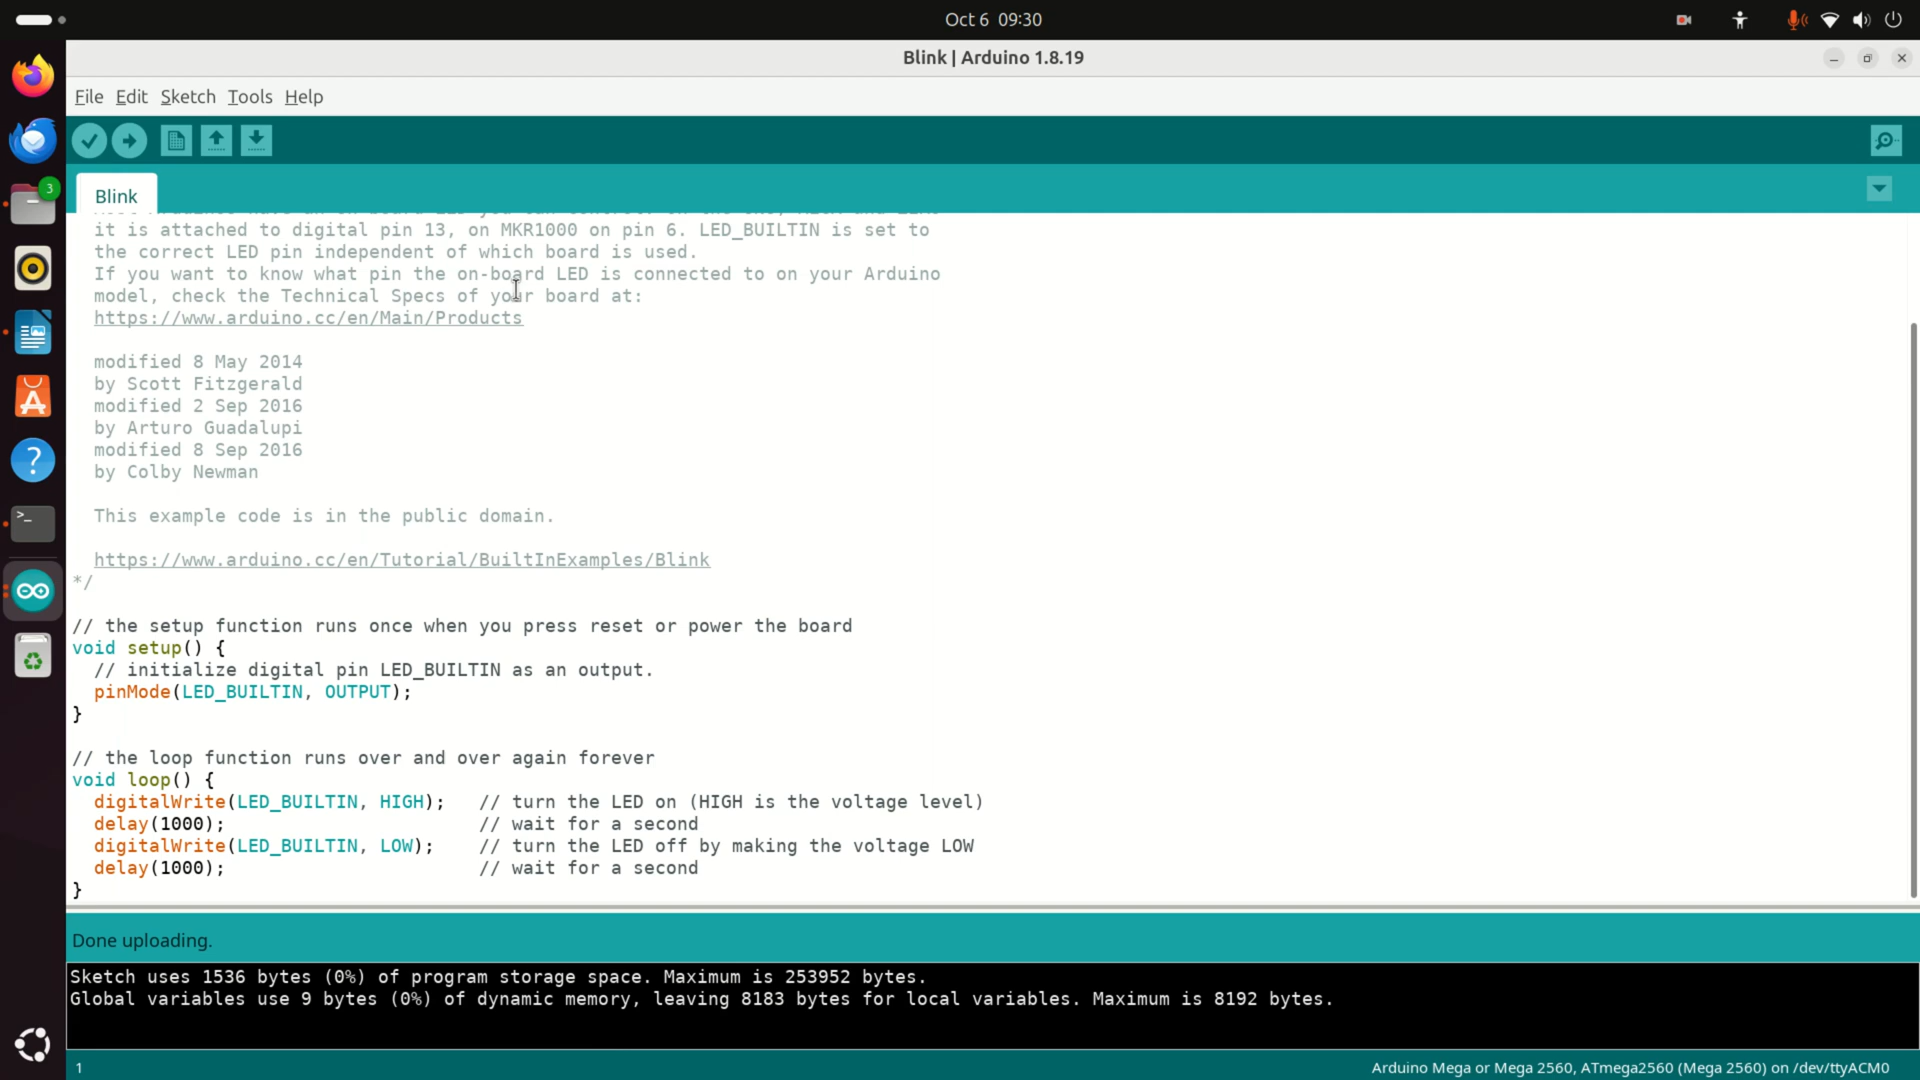 Oct 6 09:30
Blink | Arduino 1.8.19
File Edit Sketch Tools Help
3
Blink
it is attached to digital pin 13, on MKR1000 on pin 6. LED_BUILTIN is set to
the correct LED pin independent of which board is used.
If you want to know what pin the on-board LED is connected to on your Arduino
model, check the Technical Specs of your board at:
https://www.arduino.cc/en/Main/Products
modified 8 May 2014
by Scott Fitzgerald
modified 2 Sep 2016
by Arturo Guadalupi
modified 8 Sep 2016
by Colby Newman
This example code is in the public domain.
https://www.arduino.cc/en/Tutorial/BuiltInExamples/Blink
*/
// the setup function runs once when you press reset or power the board
void setup() {
// initialize digital pin LED_BUILTIN as an output.
pinMode(LED_BUILTIN, OUTPUT);
}
// the loop function runs over and over again forever
void loop() {
digitalWrite(LED_BUILTIN, HIGH);   // turn the LED on (HIGH is the voltage level)
delay(1000);                       // wait for a second
digitalWrite(LED_BUILTIN, LOW);    // turn the LED off by making the voltage LOW
delay(1000);                       // wait for a second
}
Done uploading.
Sketch uses 1536 bytes (0%) of program storage space. Maximum is 253952 bytes.
Global variables use 9 bytes (0%) of dynamic memory, leaving 8183 bytes for local variables. Maximum is 8192 bytes.
1
Arduino Mega or Mega 2560, ATmega2560 (Mega 2560) on /dev/ttyACM0